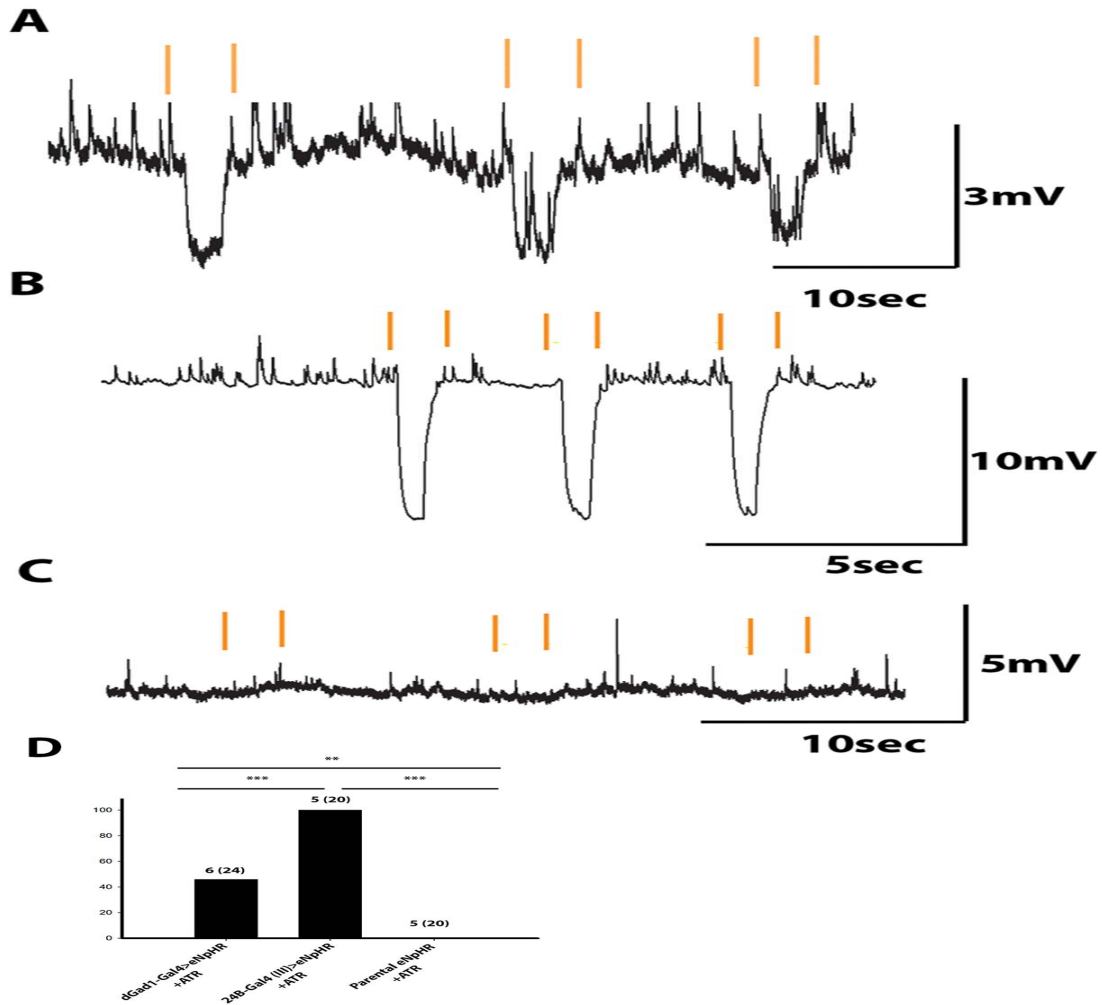 A
3mV
10sec
B
10mV
5sec
C
5mV
10sec
D
**
***
***
5 (20)
100
80
6 (24)
60
40
5 (20)
20
0
dGad1-Gal4>eNpHR
+ATR
24B-Gal4 (III)>eNpHR
+ATR
Parental eNpHR
+ATR